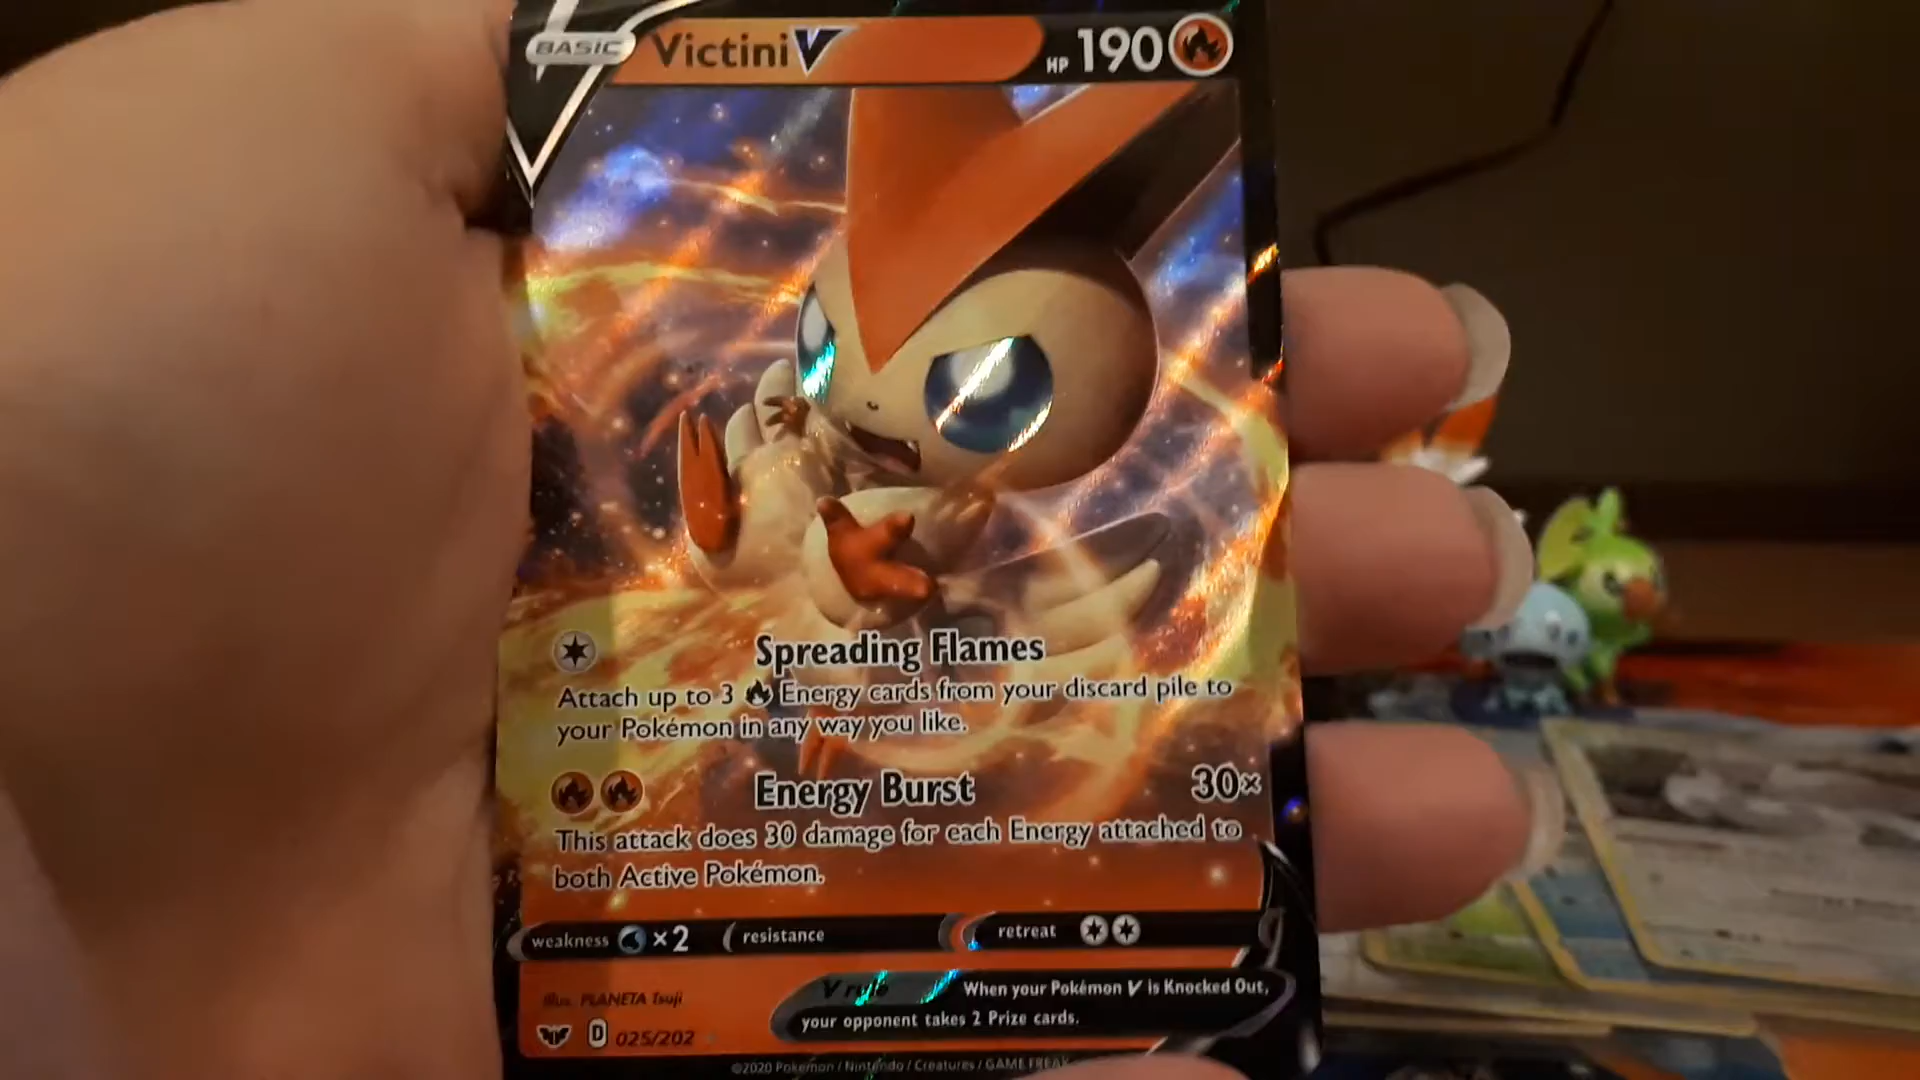 BASIC Victini V HP 190
Spreading Flames
Attach up to 3 Energy cards from your discard pile to
your Pokémon in any way you like.
Energy Burst 30×
This attack does 30 damage for each Energy attached to
both Active Pokémon.
weakness ×2 resistance retreat
Illus. PLANETA Tsuji
V rule When your Pokémon V is Knocked Out,
your opponent takes 2 Prize cards.
D 025/202
©2020 Pokémon / Nintendo / Creatures / GAME FREAK